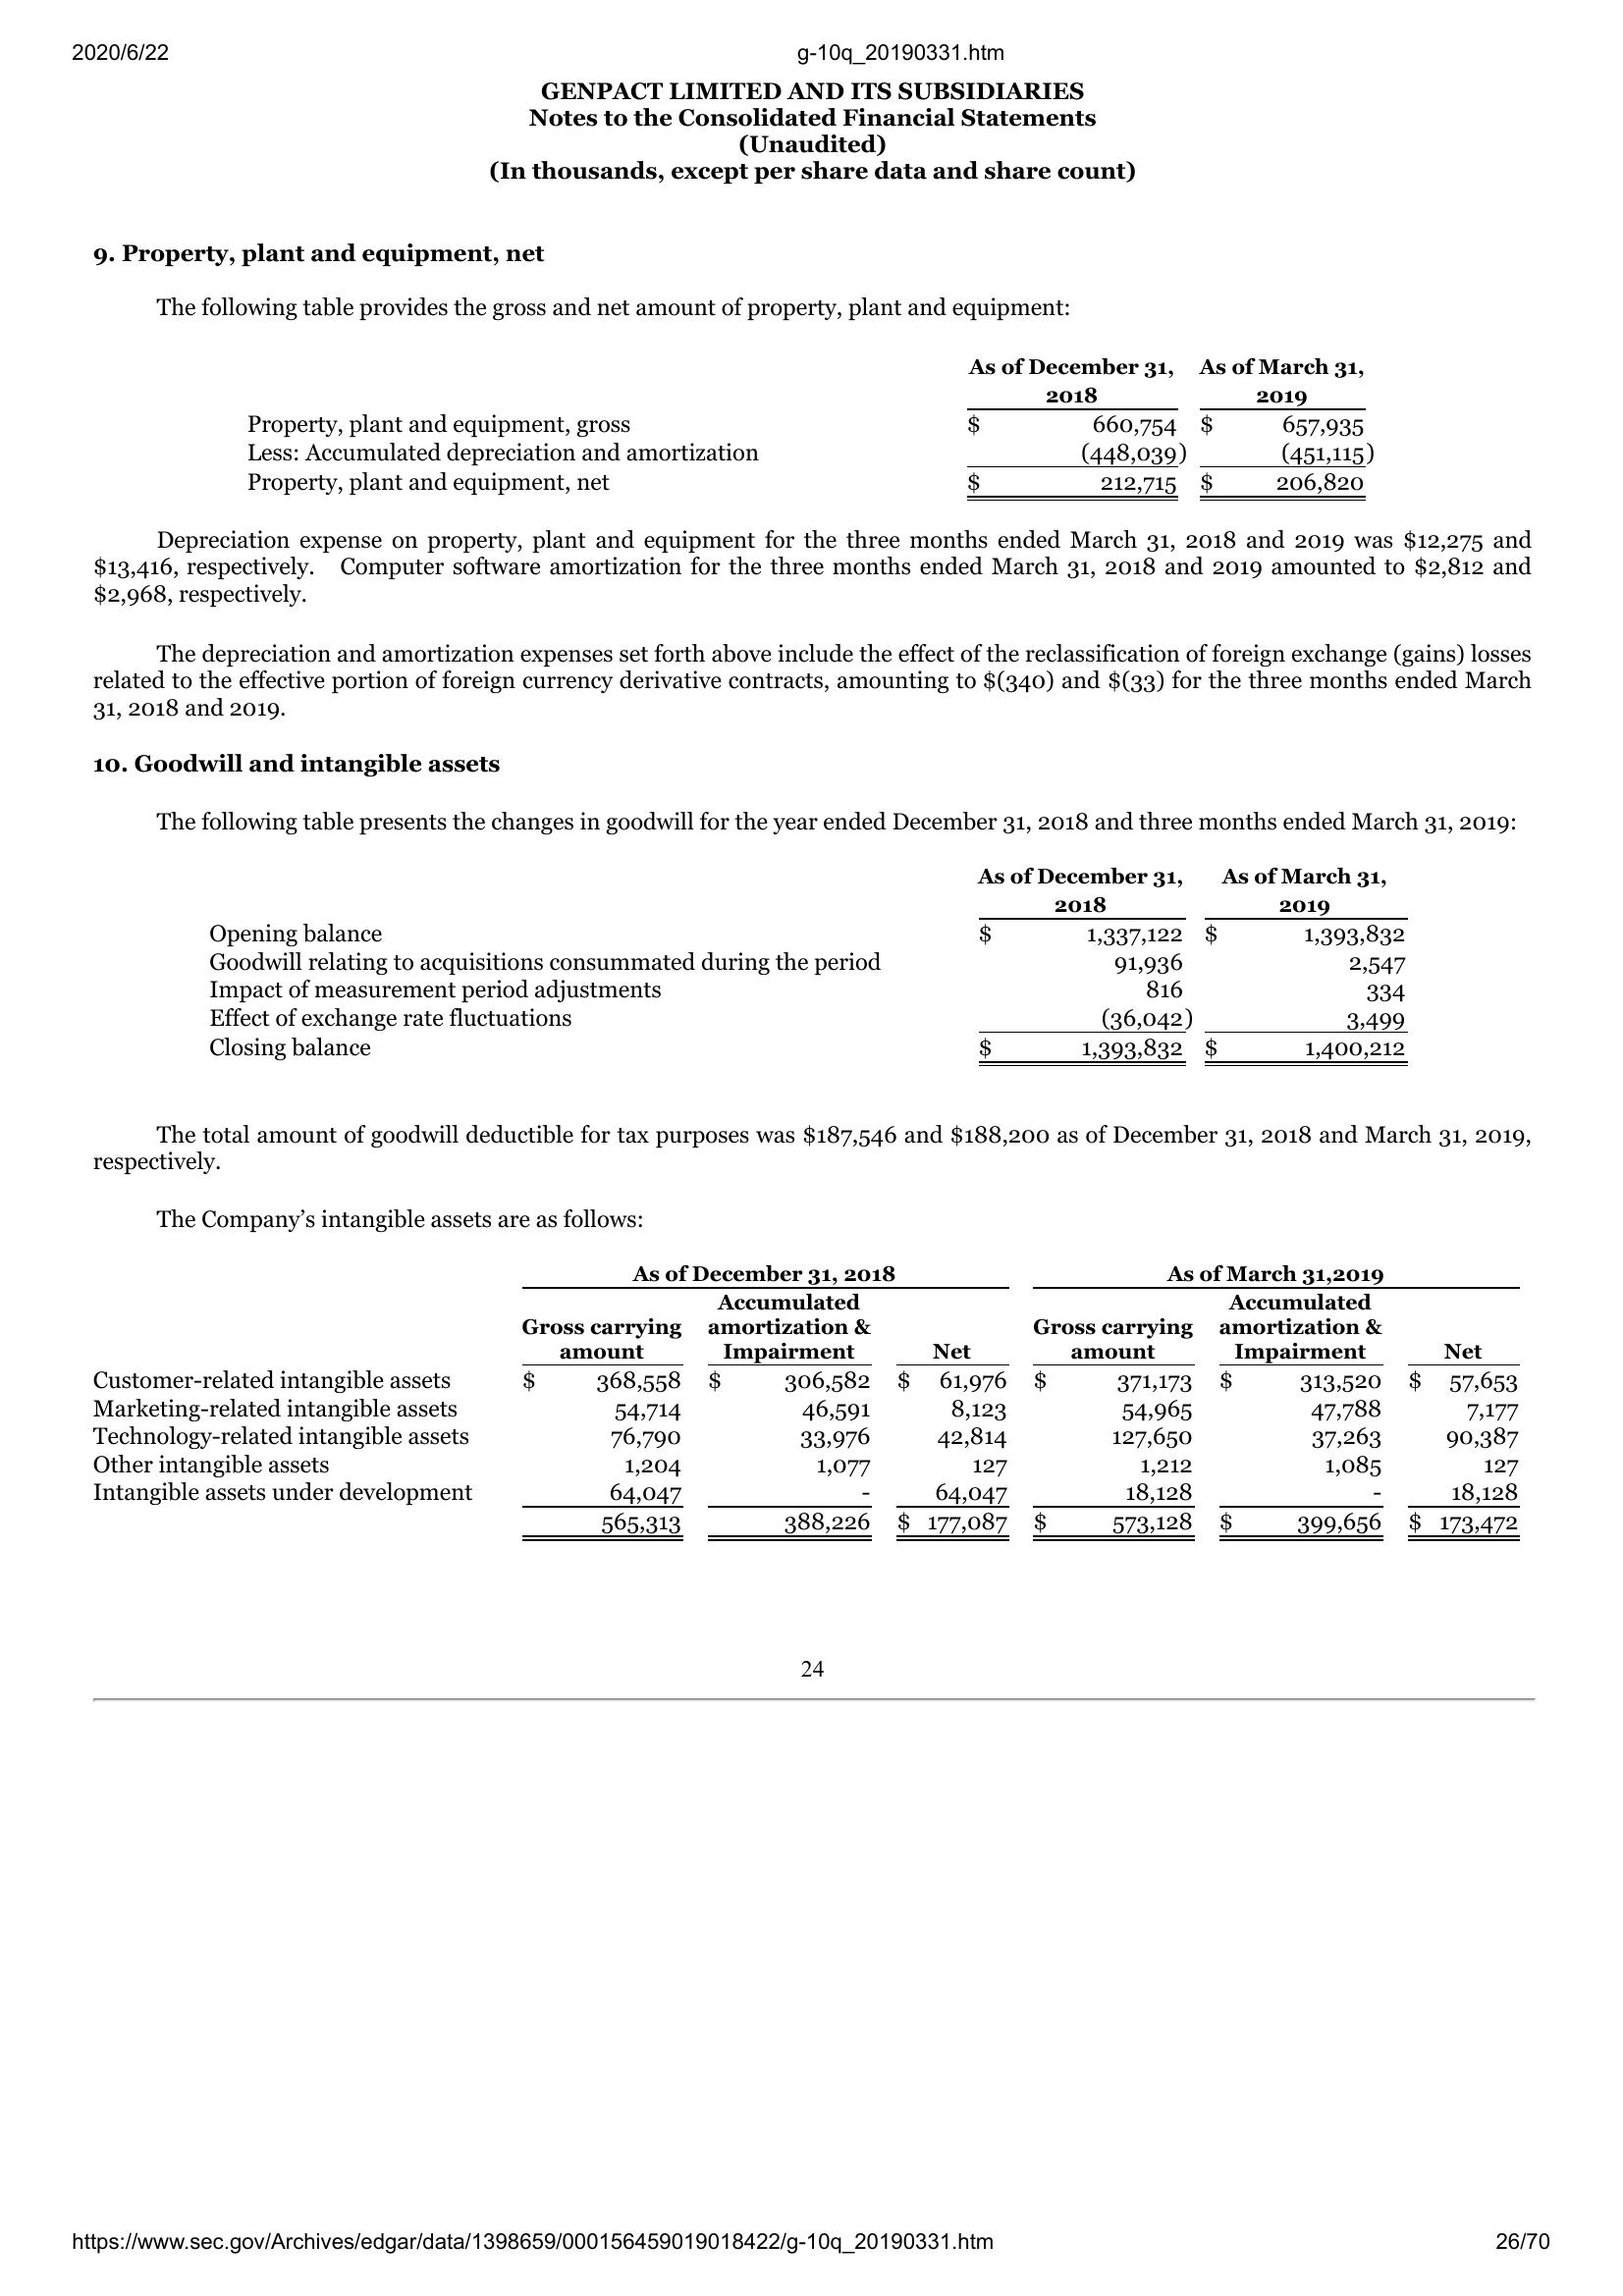 2020/6/22 g-10q_20190331.htm
GENPACT LIMITED AND ITS SUBSIDIARIES
Notes to the Consolidated Financial Statements
(Unaudited)
(In thousands, except per share data and share count)
9. Property, plant and equipment, net
The following table provides the gross and net amount of property, plant and equipment:
As of December 31, As of March 31,
2018 2019
Property, plant and equipment, gross $ 660,754 $ 657,935
Less: Accumulated depreciation and amortization (448,039) (451,115)
Property, plant and equipment, net $ 212,715 $ 206,820
Depreciation expense on property, plant and equipment for the three months ended March 31, 2018 and 2019 was $12,275 and
$13,416, respectively. Computer software amortization for the three months ended March 31, 2018 and 2019 amounted to $2,812 and
$2,968, respectively.
The depreciation and amortization expenses set forth above include the effect of the reclassification of foreign exchange (gains) losses
related to the effective portion of foreign currency derivative contracts, amounting to $(340) and $(33) for the three months ended March
31, 2018 and 2019.
10. Goodwill and intangible assets
The following table presents the changes in goodwill for the year ended December 31, 2018 and three months ended March 31, 2019:
As of December 31, As of March 31,
2018 2019
Opening balance $ 1,337,122 $ 1,393,832
Goodwill relating to acquisitions consummated during the period 91,936 2,547
Impact of measurement period adjustments 816 334
Effect of exchange rate fluctuations (36,042) 3,499
Closing balance $ 1,393,832 $ 1,400,212
The total amount of goodwill deductible for tax purposes was $187,546 and $188,200 as of December 31, 2018 and March 31, 2019,
respectively.
The Company’s intangible assets are as follows:
As of December 31, 2018 As of March 31,2019
Accumulated Accumulated
Gross carrying amortization & Gross carrying amortization &
amount Impairment Net amount Impairment Net
Customer-related intangible assets $ 368,558 $ 306,582 $ 61,976 $ 371,173 $ 313,520 $ 57,653
Marketing-related intangible assets 54,714 46,591 8,123 54,965 47,788 7,177
Technology-related intangible assets 76,790 33,976 42,814 127,650 37,263 90,387
Other intangible assets 1,204 1,077 127 1,212 1,085 127
Intangible assets under development 64,047 - 64,047 18,128 - 18,128
565,313 388,226 $ 177,087 $ 573,128 $ 399,656 $ 173,472
24
https://www.sec.gov/Archives/edgar/data/1398659/000156459019018422/g-10q_20190331.htm 26/70